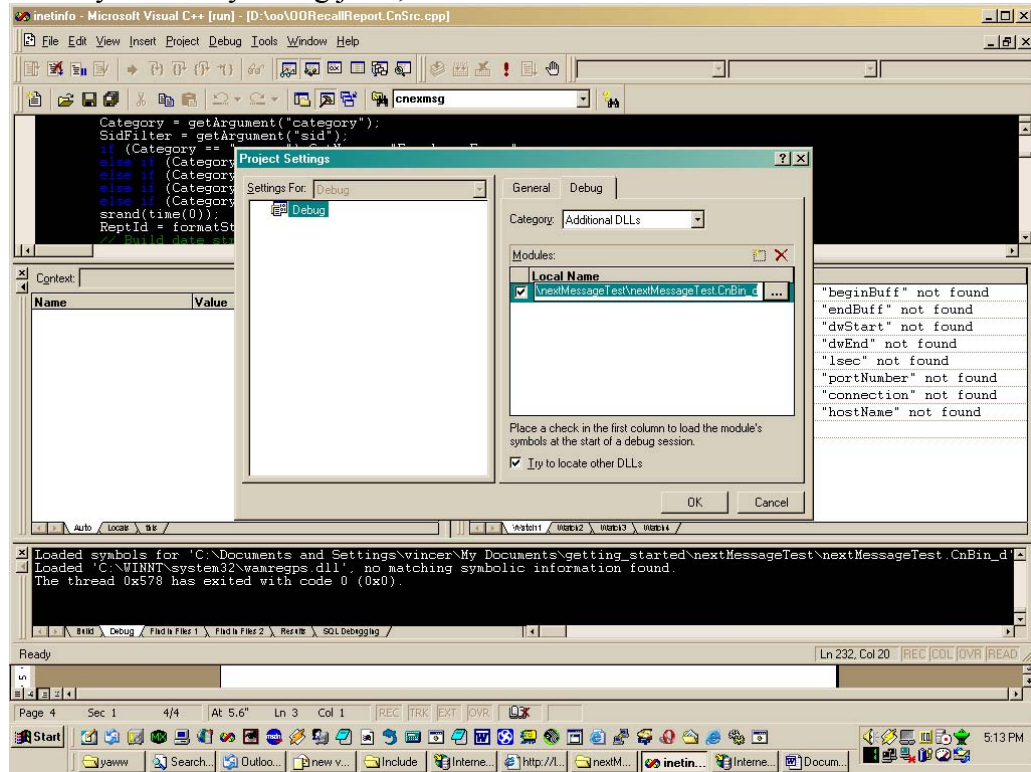 inetinfo - Microsoft Visual C++ [run] - [D:\oo\OORecallReport.CnSrc.cpp]
File Edit View Insert Project Debug Tools Window Help
cnexmsg
Category = getArgument("category");
SidFilter = getArgument("sid");
if (Category ==
else if (Category
else if (Category
else if (Category
else if (Category
srand(time(0));
ReptId = formatSt
// Build date str
Project Settings
Settings For: Debug
Debug
General Debug
Category: Additional DLLs
Modules:
Local Name
\nextMessageTest\nextMessageTest.CnBin_d ...
Place a check in the first column to load the module's
symbols at the start of a debug session.
Try to locate other DLLs
OK Cancel
Context:
Name Value
"beginBuff" not found
"endBuff" not found
"dwStart" not found
"dwEnd" not found
"lsec" not found
"portNumber" not found
"connection" not found
"hostName" not found
Auto Locals this
Watch1 Watch2 Watch3 Watch4
Loaded symbols for 'C:\Documents and Settings\vincer\My Documents\getting_started\nextMessageTest\nextMessageTest.CnBin_d'
Loaded 'C:\WINNT\system32\wamregps.dll', no matching symbolic information found.
The thread 0x578 has exited with code 0 (0x0).
Build Debug Find in Files 1 Find in Files 2 Results SQL Debugging
Ready Ln 232, Col 20 REC COL OVR READ
Page 4 Sec 1 4/4 At 5.6" Ln 3 Col 1 REC TRK EXT OVR
Start 5:13 PM
yaww Search... Outloo... new v... Include Interne... http://l... nextM... inetin... Interne... Docum...